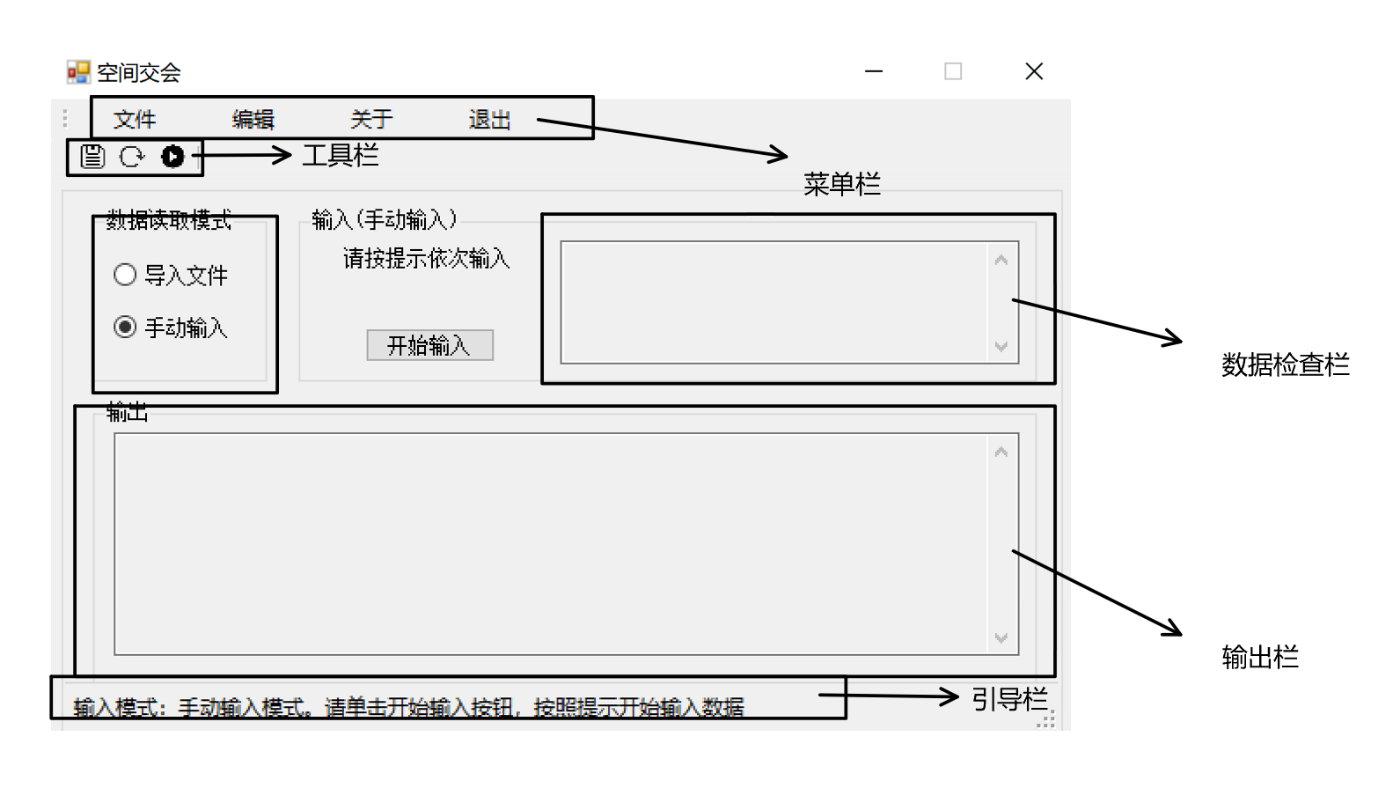 空间交会
文件 编辑 关于 退出
工具栏
菜单栏
数据读取模式
导入文件
手动输入
输入(手动输入)
请按提示依次输入
开始输入
数据检查栏
输出
输出栏
输入模式：手动输入模式。请单击开始输入按钮，按照提示开始输入数据
引导栏